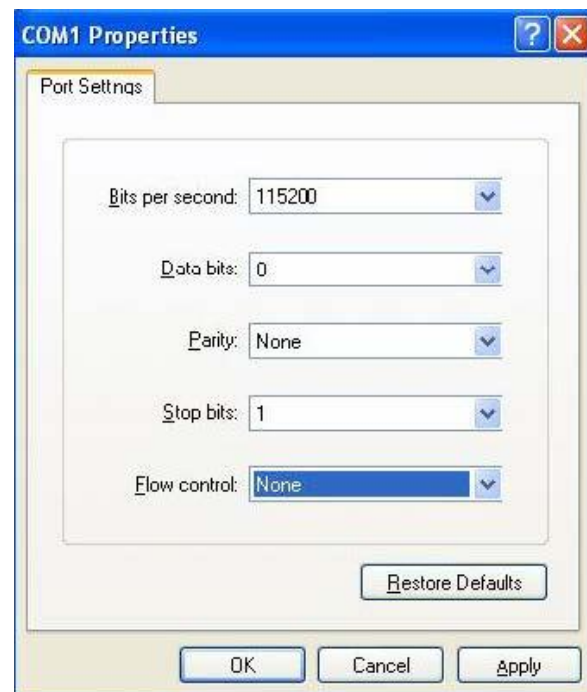 COM1 Properties
Port Settngs
Bits per second: 115200
Data bits: 0
Parity: None
Stop bits: 1
Flow control: None
Restore Defaults
OK Cancel Apply